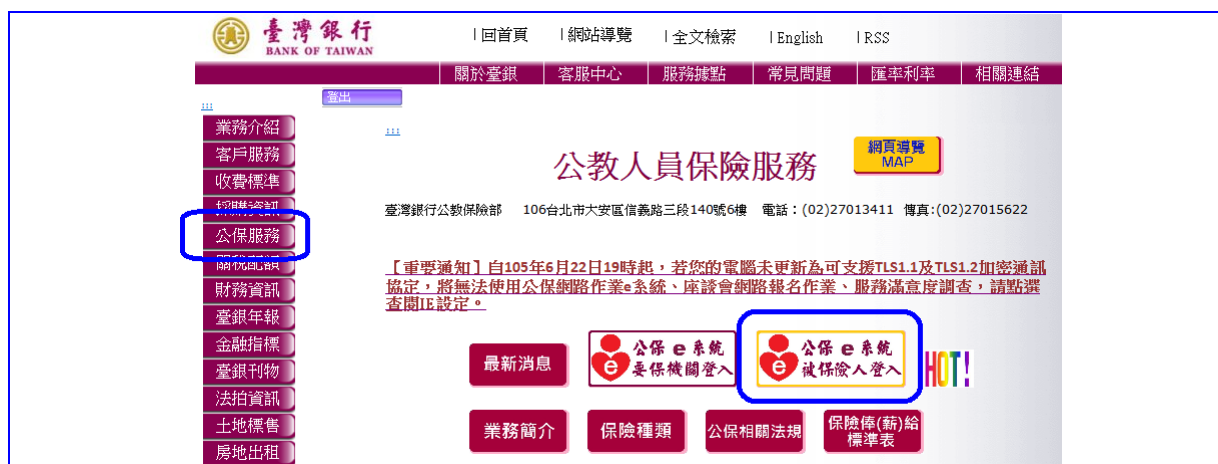 臺灣銀行
BANK OF TAIWAN
|回首頁 |網站導覽 |全文檢索 |English |RSS
關於臺銀 客服中心 服務據點 常見問題 匯率利率 相關連結
:::
登出
業務介紹
客戶服務
收費標準
採購資訊
公保服務
關稅配額
財務資訊
臺銀年報
金融指標
臺銀刊物
法拍資訊
土地標售
房地出租
:::
公教人員保險服務
網頁導覽
MAP
臺灣銀行公教保險部 106台北市大安區信義路三段140號6樓 電話：(02)27013411 傳真:(02)27015622
【重要通知】自105年6月22日19時起，若您的電腦未更新為可支援TLS1.1及TLS1.2加密通訊
協定，將無法使用公保網路作業e系統、座談會網路報名作業、服務滿意度調查，請點選
查閱IE設定。
最新消息
e
公保 e 系統
要保機關登入
e
公保 e 系統
被保險人登入
HOT!
業務簡介
保險種類
公保相關法規
保險俸(薪)給
標準表